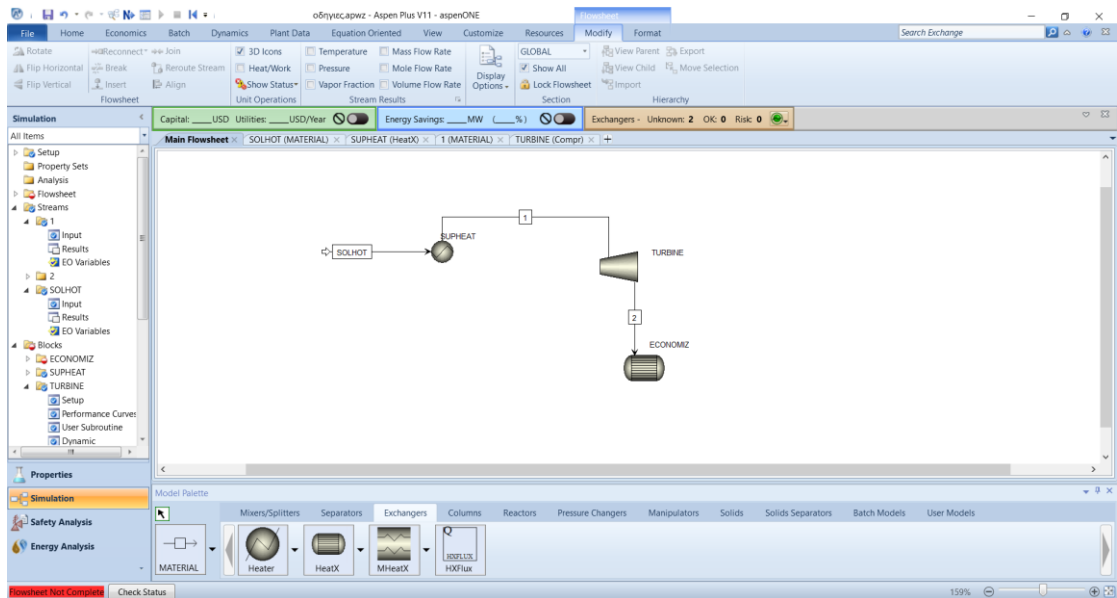 οδηγιες.apwz - Aspen Plus V11 - aspenONE
Flowsheet
File Home Economics Batch Dynamics Plant Data Equation Oriented View Customize Resources Modify Format Search Exchange
Rotate Reconnect Join 3D Icons Temperature Mass Flow Rate GLOBAL View Parent Export
Flip Horizontal Break Reroute Stream Heat/Work Pressure Mole Flow Rate Display Options Show All View Child Move Selection
Flip Vertical Insert Align Show Status Vapor Fraction Volume Flow Rate Lock Flowsheet Import
Flowsheet Unit Operations Stream Results Section Hierarchy
Simulation Capital: ____USD Utilities: ____USD/Year Energy Savings: ____MW (____%) Exchangers - Unknown: 2 OK: 0 Risk: 0
All Items Main Flowsheet SOLHOT (MATERIAL) SUPHEAT (HeatX) 1 (MATERIAL) TURBINE (Compr)
Setup
Property Sets
Analysis
Flowsheet
Streams
1
Input
Results
EO Variables
2
SOLHOT
Input
Results
EO Variables
Blocks
ECONOMIZ
SUPHEAT
TURBINE
Setup
Performance Curves
User Subroutine
Dynamic
1
SUPHEAT
SOLHOT
TURBINE
2
ECONOMIZ
Properties
Simulation
Safety Analysis
Energy Analysis
Model Palette
Mixers/Splitters Separators Exchangers Columns Reactors Pressure Changers Manipulators Solids Solids Separators Batch Models User Models
Q
HXFLUX
MATERIAL Heater HeatX MHeatX HXFlux
Flowsheet Not Complete Check Status 159%